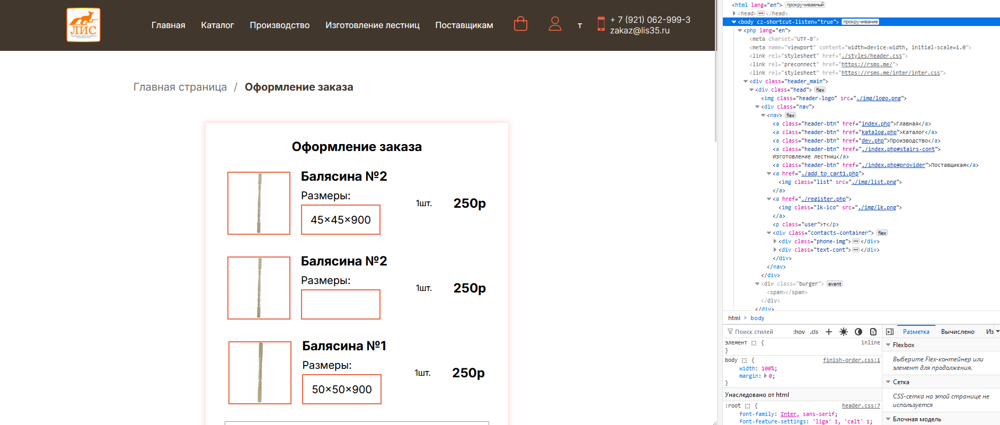 ЛИС
Главная
Каталог
Производство
Изготовление лестниц
Поставщикам
т
+ 7 (921) 062-999-3
zakaz@lis35.ru
Главная страница / Оформление заказа
Оформление заказа
Балясина №2
Размеры:
45×45×900
1шт.
250р
Балясина №2
Размеры:
1шт.
250р
Балясина №1
Размеры:
50×50×900
1шт.
250р
<html lang="en"> прокручиваемый
<head> ••• </head>
<body cz-shortcut-listen="true"> прокручивание
<php lang="en">
<meta charset="UTF-8">
<meta name="viewport" content="width=device-width, initial-scale=1.0">
<link rel="stylesheet" href="./styles/header.css">
<link rel="preconnect" href="https://rsms.me/">
<link rel="stylesheet" href="https://rsms.me/inter/inter.css">
<div class="header_main">
<div class="head"> flex
<img class="header-logo" src="./img/logo.png">
<div class="nav">
<nav> flex
<a class="header-btn" href="index.php">Главная</a>
<a class="header-btn" href="katalog.php">Каталог</a>
<a class="header-btn" href="dev.php">Производство</a>
<a class="header-btn" href="./index.php#stairs-cont">
Изготовление лестниц</a>
<a class="header-btn" href="./index.php#provider">Поставщикам</a>
<a href="./add_to_cart1.php">
<img class="list" src="./img/list.png">
</a>
<a href="./register.php">
<img class="lk-ico" src="./img/lk.png">
</a>
<p class="user">т</p>
<div class="contacts-container"> flex
<div class="phone-img"> ••• </div>
<div class="text-cont"> ••• </div>
</div>
</nav>
</div>
<div class="burger"> event
<span></span>
</div>
</div>
html > body
Поиск стилей
:hov .cls +
элемент { inline
}
body { finish-order.css:1
width: 100%;
margin: 0;
}
Унаследовано от html
:root { header.css:7
font-family: Inter, sans-serif;
font-feature-settings: 'liga' 1, 'calt' 1;
Разметка
Вычислено
Из
Flexbox
Выберите Flex-контейнер или
элемент для продолжения.
Сетка
CSS-сетка на этой странице не
используется
Блочная модель